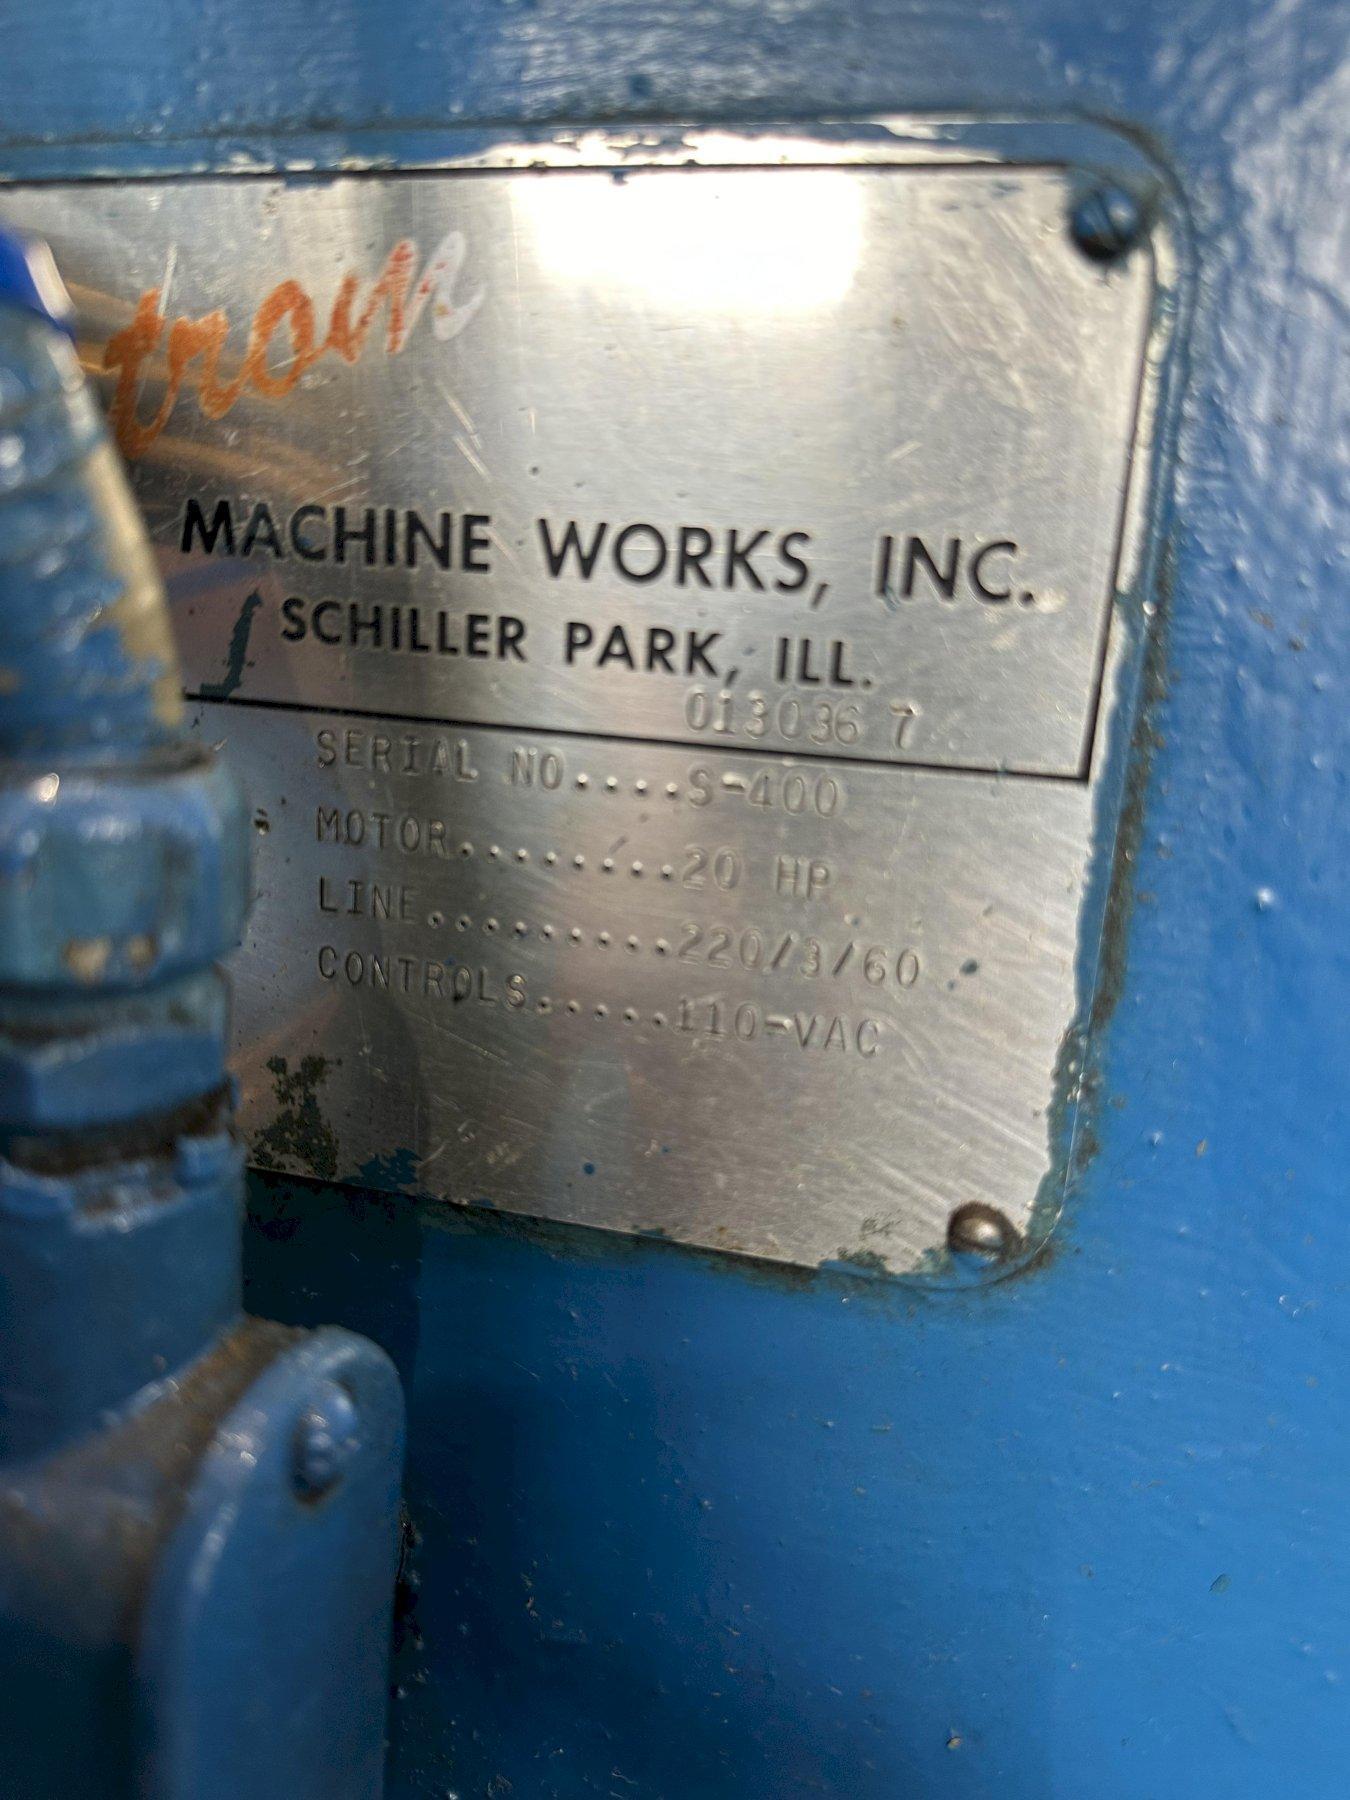 tron
MACHINE WORKS, INC.
SCHILLER PARK, ILL.
013036 7
SERIAL NO....S-400
MOTOR........20 HP
LINE.........220/3/60
CONTROLS.....110-VAC